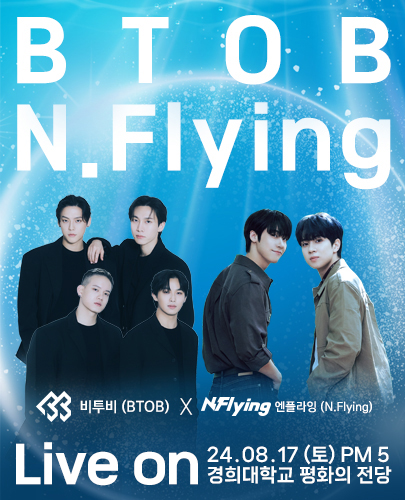 BTOB
N.Flying
비투비 (BTOB) X N.Flying 엔플라잉 (N.Flying)
Live on
24.08.17 (토) PM 5
경희대학교 평화의 전당